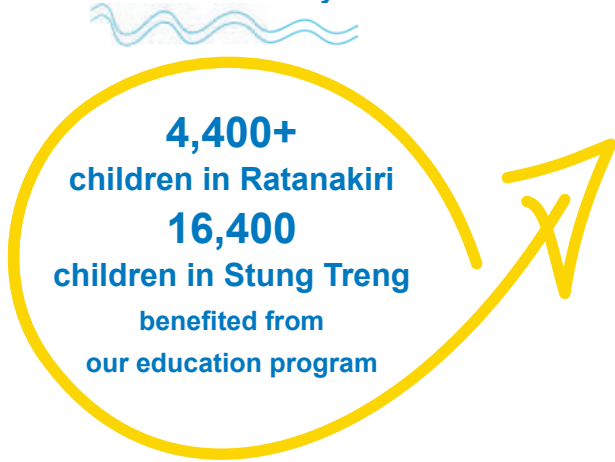 4,400+
children in Ratanakiri
16,400
children in Stung Treng
benefited from
our education program